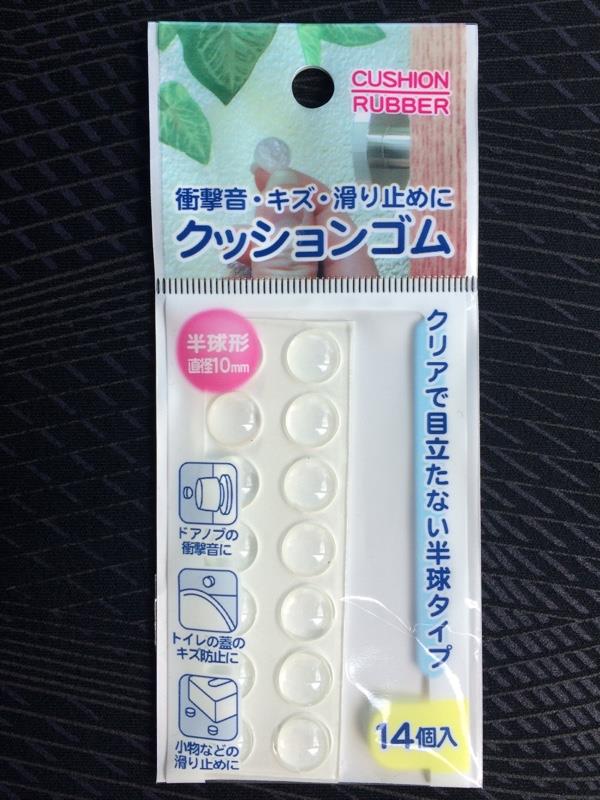 CUSHION
RUBBER
衝撃音・キズ・滑り止めに
クッションゴム
半球形
直径10mm
クリアで目立たない半球タイプ
ドアノブの
衝撃音に
トイレの蓋の
キズ防止に
小物などの
滑り止めに
14個入